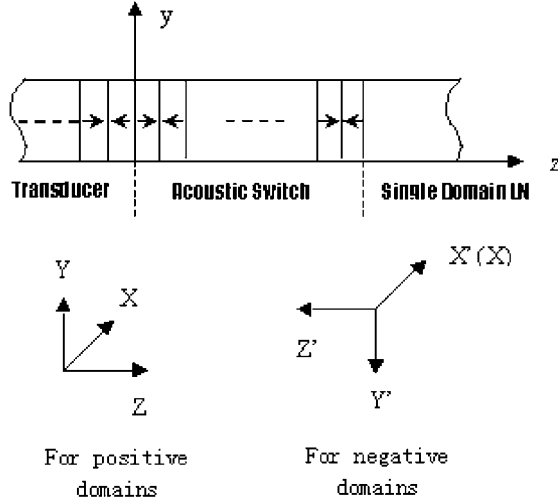 y
z
Transducer Acoustic Switch Single Domain LN
Y X Z
X' (X) Z' Y'
For positive domains
For negative domains